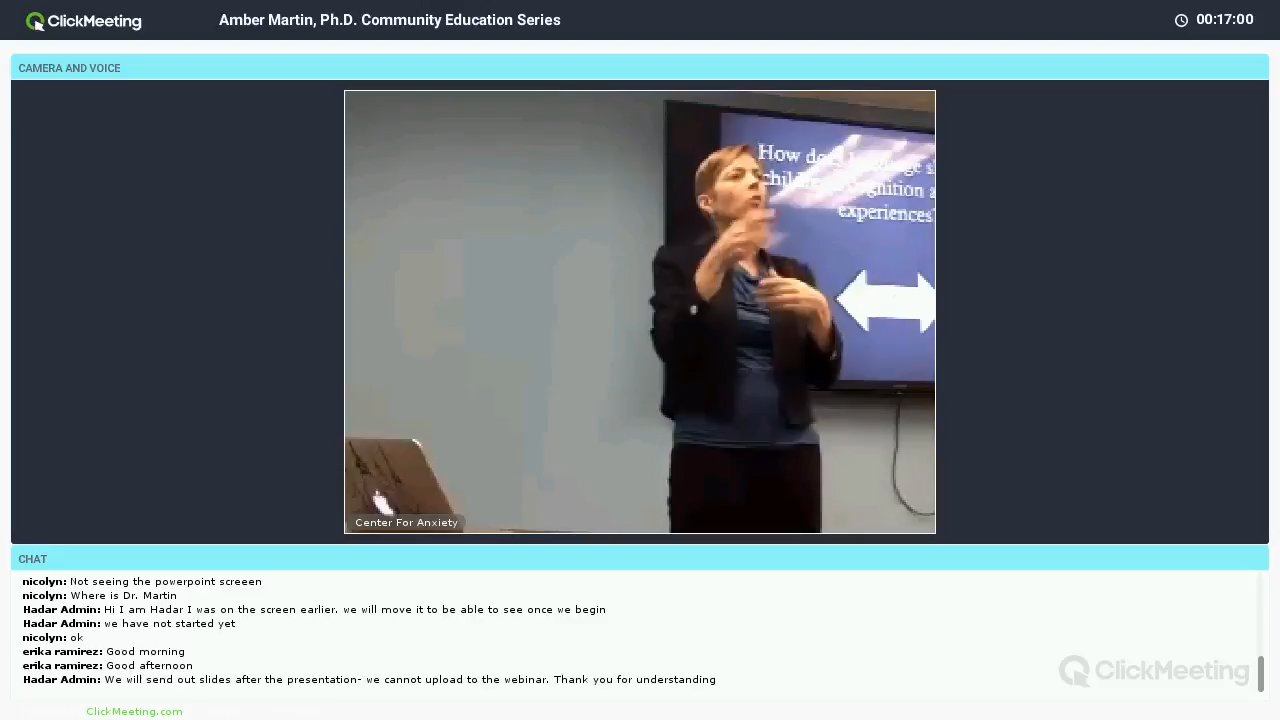 ClickMeeting
Amber Martin, Ph.D. Community Education Series
00:17:00
CAMERA AND VOICE
How
experiences
Center For Anxiety
CHAT
nicolyn: Not seeing the powerpoint screeen
nicolyn: Where is Dr. Martin
Hadar Admin: Hi I am Hadar I was on the screen earlier. we will move it to be able to see once we begin
Hadar Admin: we have not started yet
nicolyn: ok
erika ramirez: Good morning
erika ramirez: Good afternoon
Hadar Admin: We will send out slides after the presentation- we cannot upload to the webinar. Thank you for understanding
ClickMeeting
ClickMeeting.com